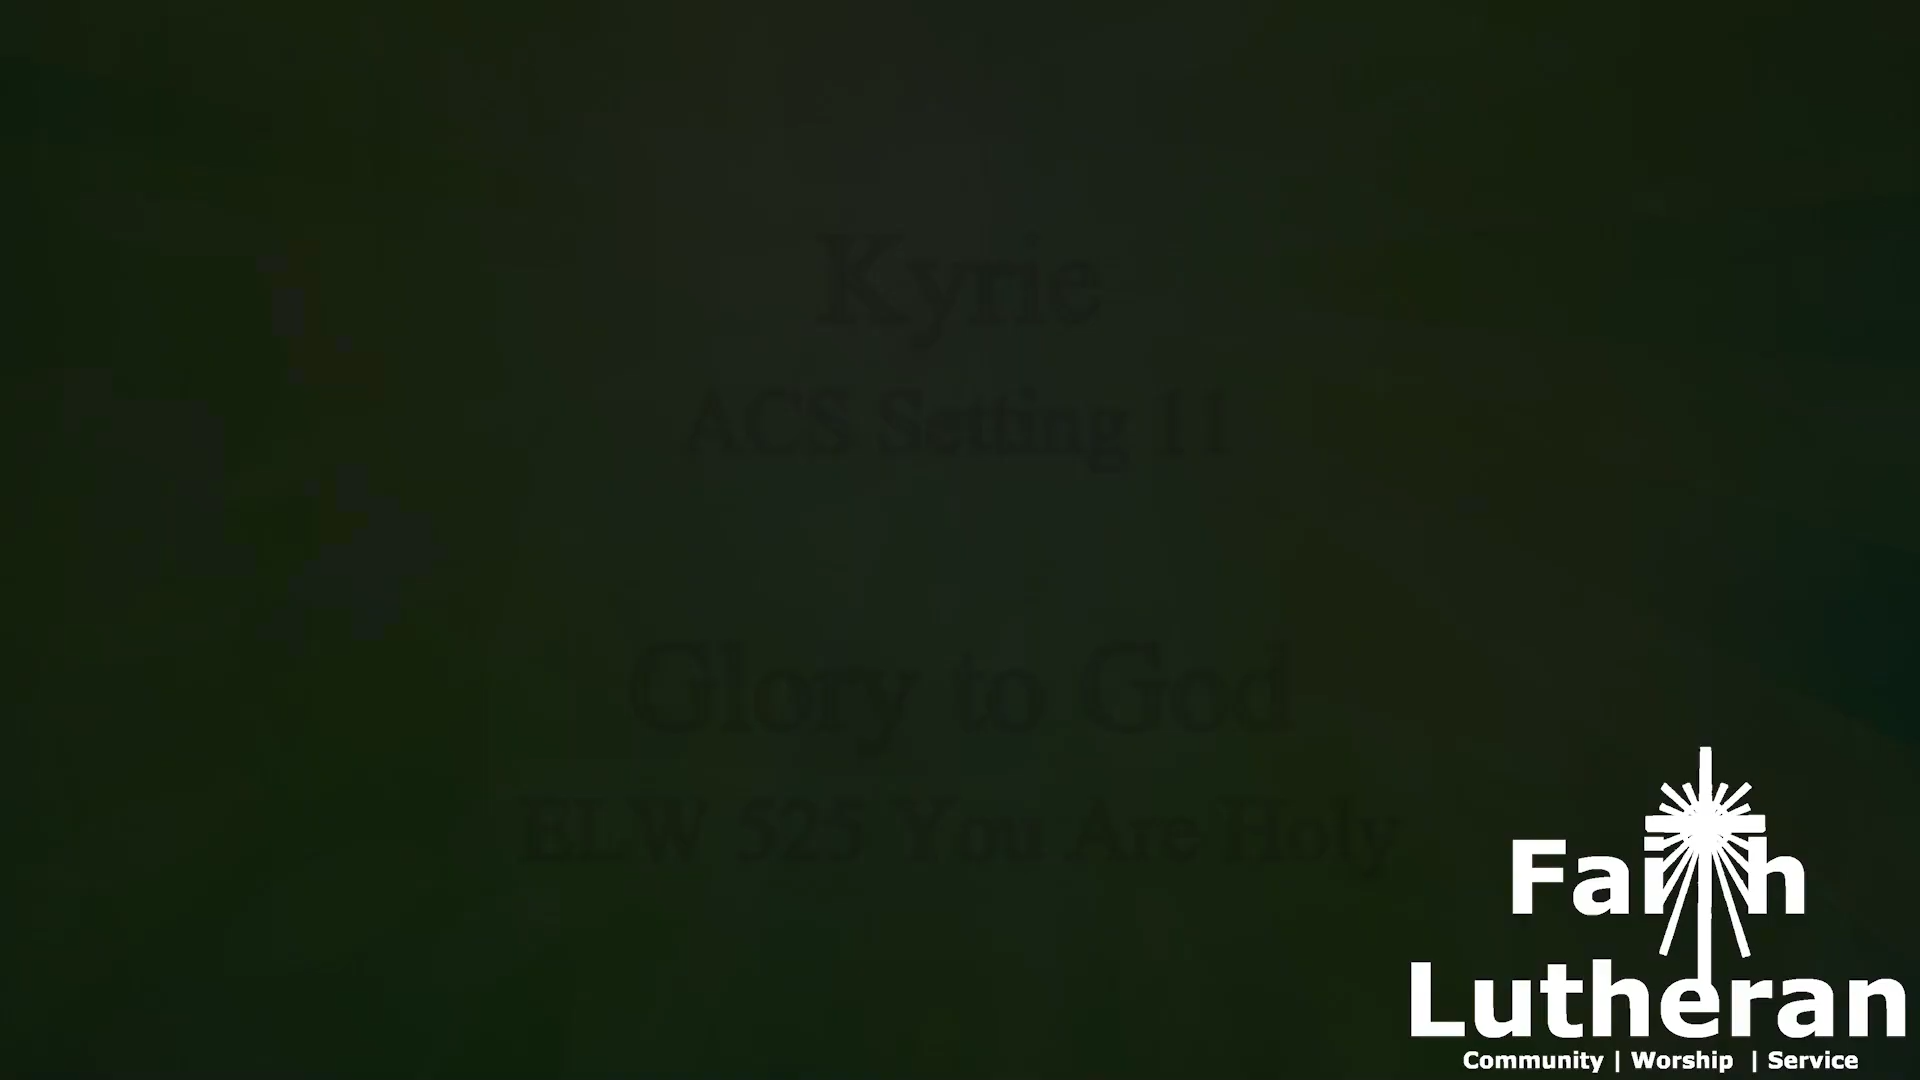 Kyrie
ACS Setting 11
Glory to God
ELW 525 You Are Holy
Faith
Lutheran
Community | Worship | Service